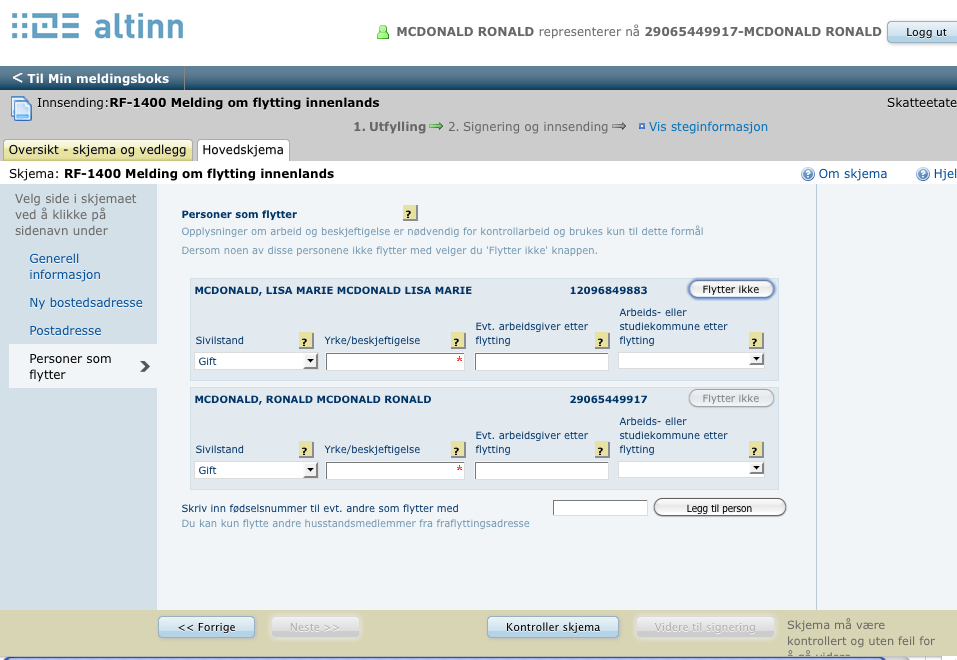 altinn
MCDONALD RONALD representerer nå 29065449917-MCDONALD RONALD
Logg ut
< Til Min meldingsboks
Innsending:RF-1400 Melding om flytting innenlands
Skatteetate
1. Utfylling 2. Signering og innsending Vis steginformasjon
Oversikt - skjema og vedlegg Hovedskjema
Skjema: RF-1400 Melding om flytting innenlands
Om skjema Hjel
Velg side i skjemaet
ved å klikke på
sidenavn under
Generell
informasjon
Ny bostedsadresse
Postadresse
Personer som
flytter
Personer som flytter ?
Opplysninger om arbeid og beskjeftigelse er nødvendig for kontrollarbeid og brukes kun til dette formål
Dersom noen av disse personene ikke flytter med velger du 'Flytter ikke' knappen.
MCDONALD, LISA MARIE MCDONALD LISA MARIE 12096849883 Flytter ikke
Sivilstand ? Yrke/beskjeftigelse ?
Evt. arbeidsgiver etter
flytting ?
Arbeids- eller
studiekommune etter
flytting ?
Gift *
MCDONALD, RONALD MCDONALD RONALD 29065449917 Flytter ikke
Sivilstand ? Yrke/beskjeftigelse ?
Evt. arbeidsgiver etter
flytting ?
Arbeids- eller
studiekommune etter
flytting ?
Gift *
Skriv inn fødselsnummer til evt. andre som flytter med
Legg til person
Du kan kun flytte andre husstandsmedlemmer fra fraflyttingsadresse
<< Forrige Neste >> Kontroller skjema Videre til signering
Skjema må være
kontrollert og uten feil for
å gå videre